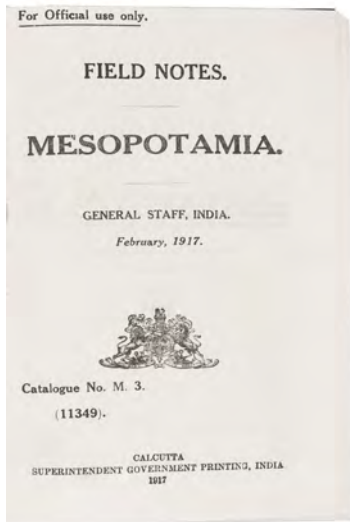 For Official use only.
FIELD NOTES.
MESOPOTAMIA.
GENERAL STAFF, INDIA.
February, 1917.
Catalogue No. M. 3.
(11349).
CALCUTTA
SUPERINTENDENT GOVERNMENT PRINTING, INDIA
1917